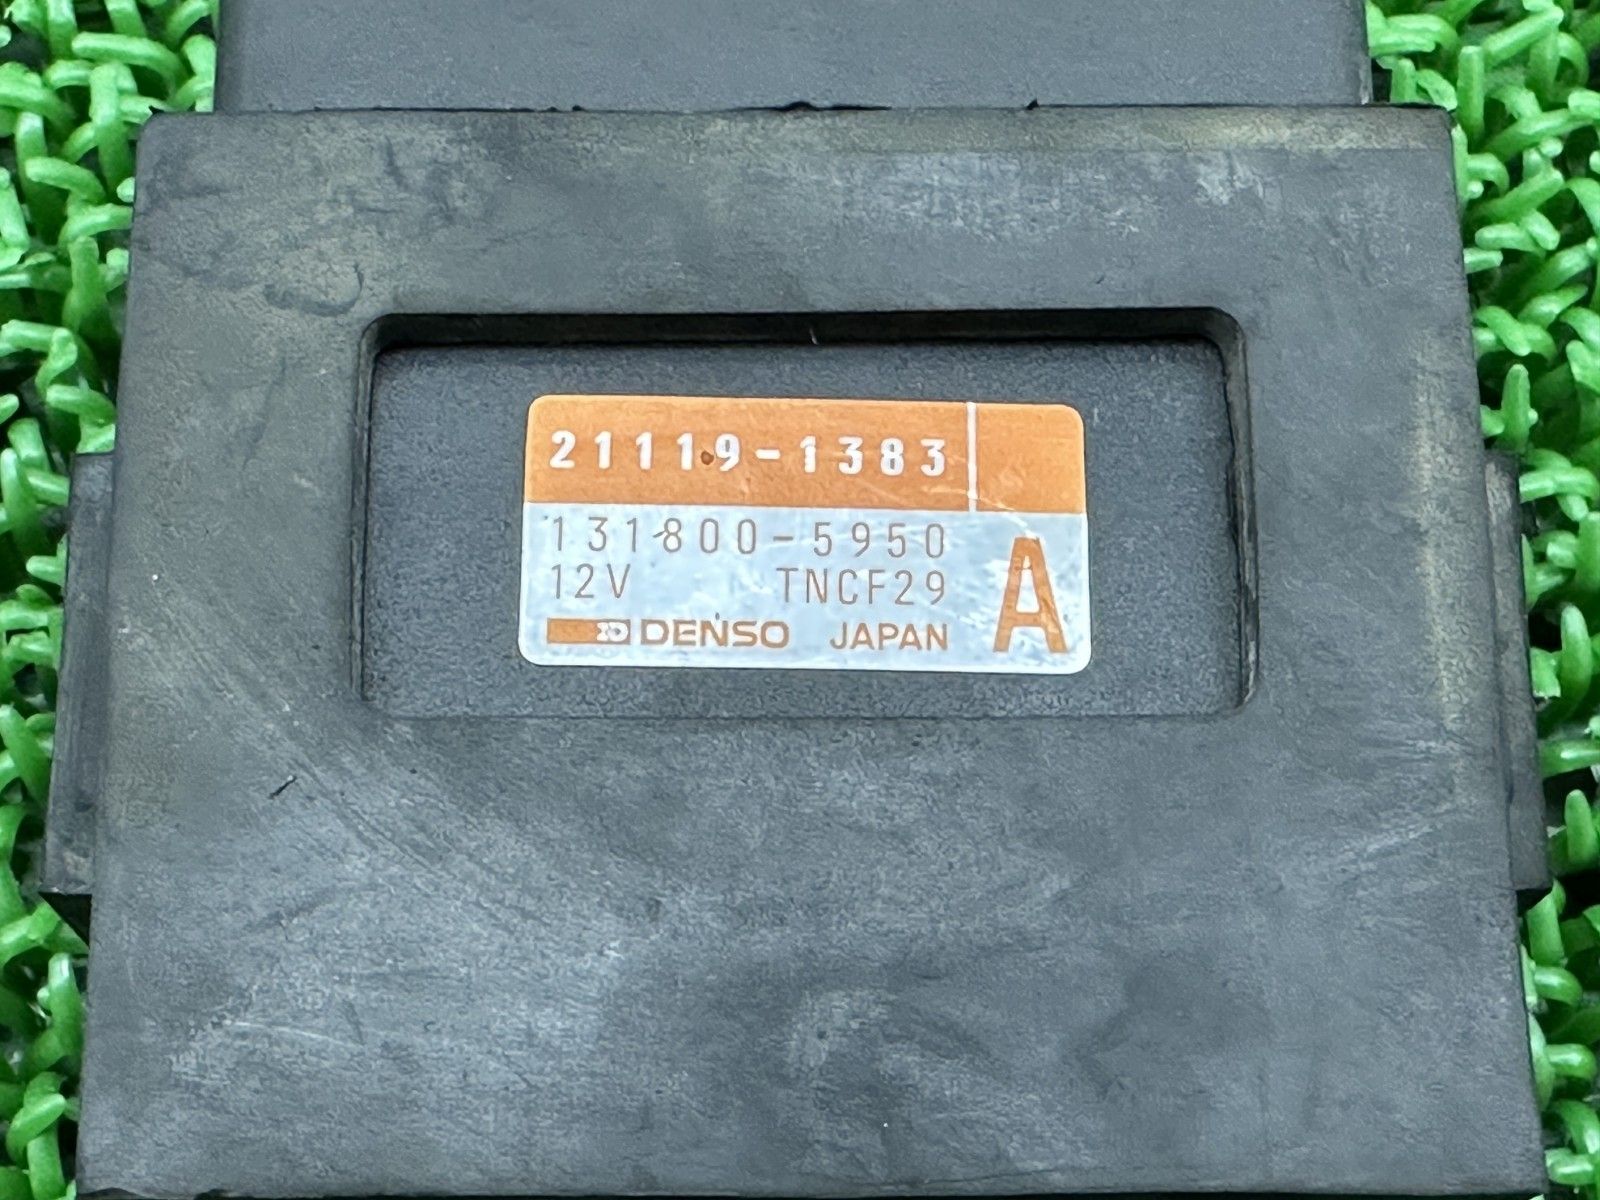 21119-1383
131800-5950
12V TNCF29
DENSO JAPAN A